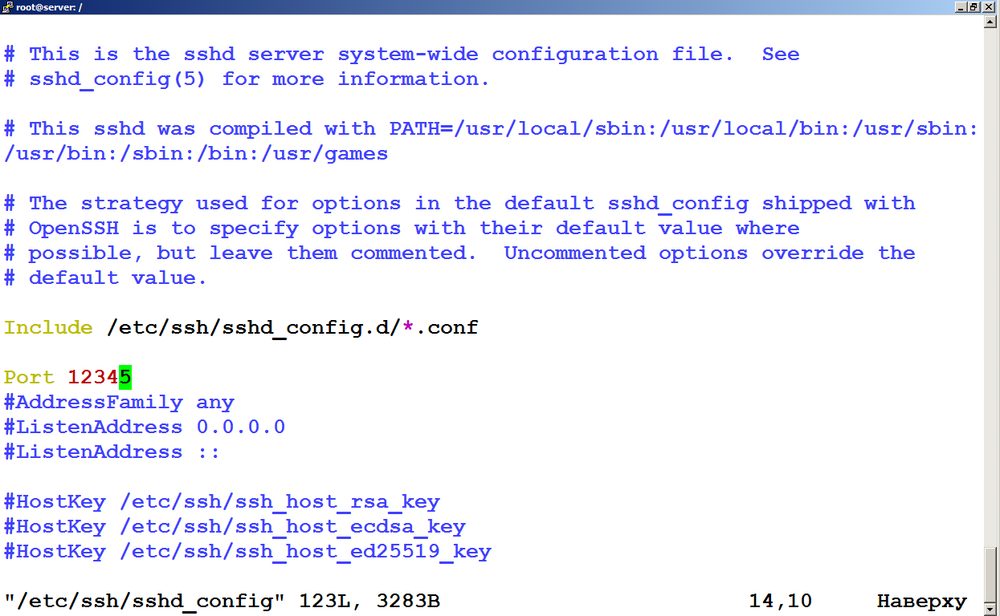 root@server: /
# This is the sshd server system-wide configuration file.  See
# sshd_config(5) for more information.
# This sshd was compiled with PATH=/usr/local/sbin:/usr/local/bin:/usr/sbin:
/usr/bin:/sbin:/bin:/usr/games
# The strategy used for options in the default sshd_config shipped with
# OpenSSH is to specify options with their default value where
# possible, but leave them commented.  Uncommented options override the
# default value.
Include /etc/ssh/sshd_config.d/*.conf
Port 12345
#AddressFamily any
#ListenAddress 0.0.0.0
#ListenAddress ::
#HostKey /etc/ssh/ssh_host_rsa_key
#HostKey /etc/ssh/ssh_host_ecdsa_key
#HostKey /etc/ssh/ssh_host_ed25519_key
"/etc/ssh/sshd_config" 123L, 3283B 14,10 Наверху